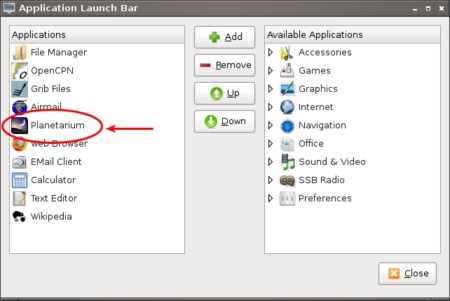 Application Launch Bar
Applications
File Manager
OpenCPN
Grib Files
Airmail
Planetarium
Web Browser
EMail Client
Calculator
Text Editor
Wikipedia
Add
Remove
Up
Down
Available Applications
Accessories
Games
Graphics
Internet
Navigation
Office
Sound & Video
SSB Radio
Preferences
Close